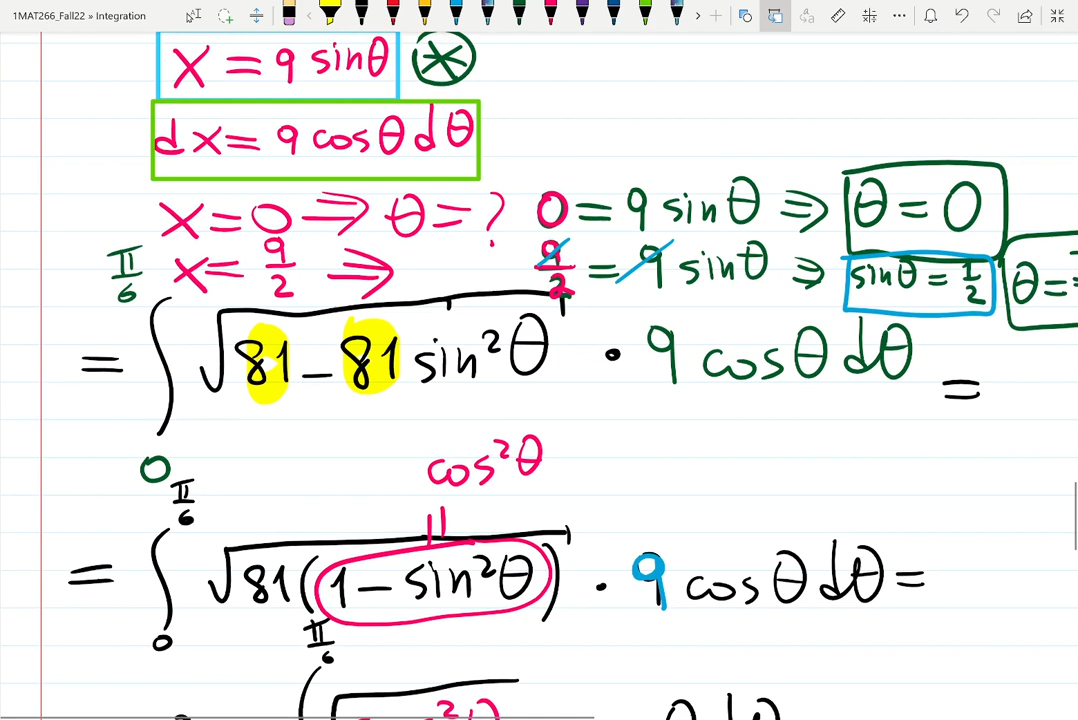 1MAT266_Fall22 » Integration
x = 9 sinθ
dx = 9 cosθ dθ
x = 0 ⇒ θ = ? 0 = 9 sinθ ⇒ θ = 0
x = 9/2 ⇒ 9/2 = 9 sinθ ⇒ sinθ = 1/2 θ =
= ∫₀^(π/6) √(81 − 81 sin²θ) · 9 cosθ dθ =
cos²θ
=
= ∫₀^(π/6) √(81(1 − sin²θ)) · 9 cosθ dθ =
π/6